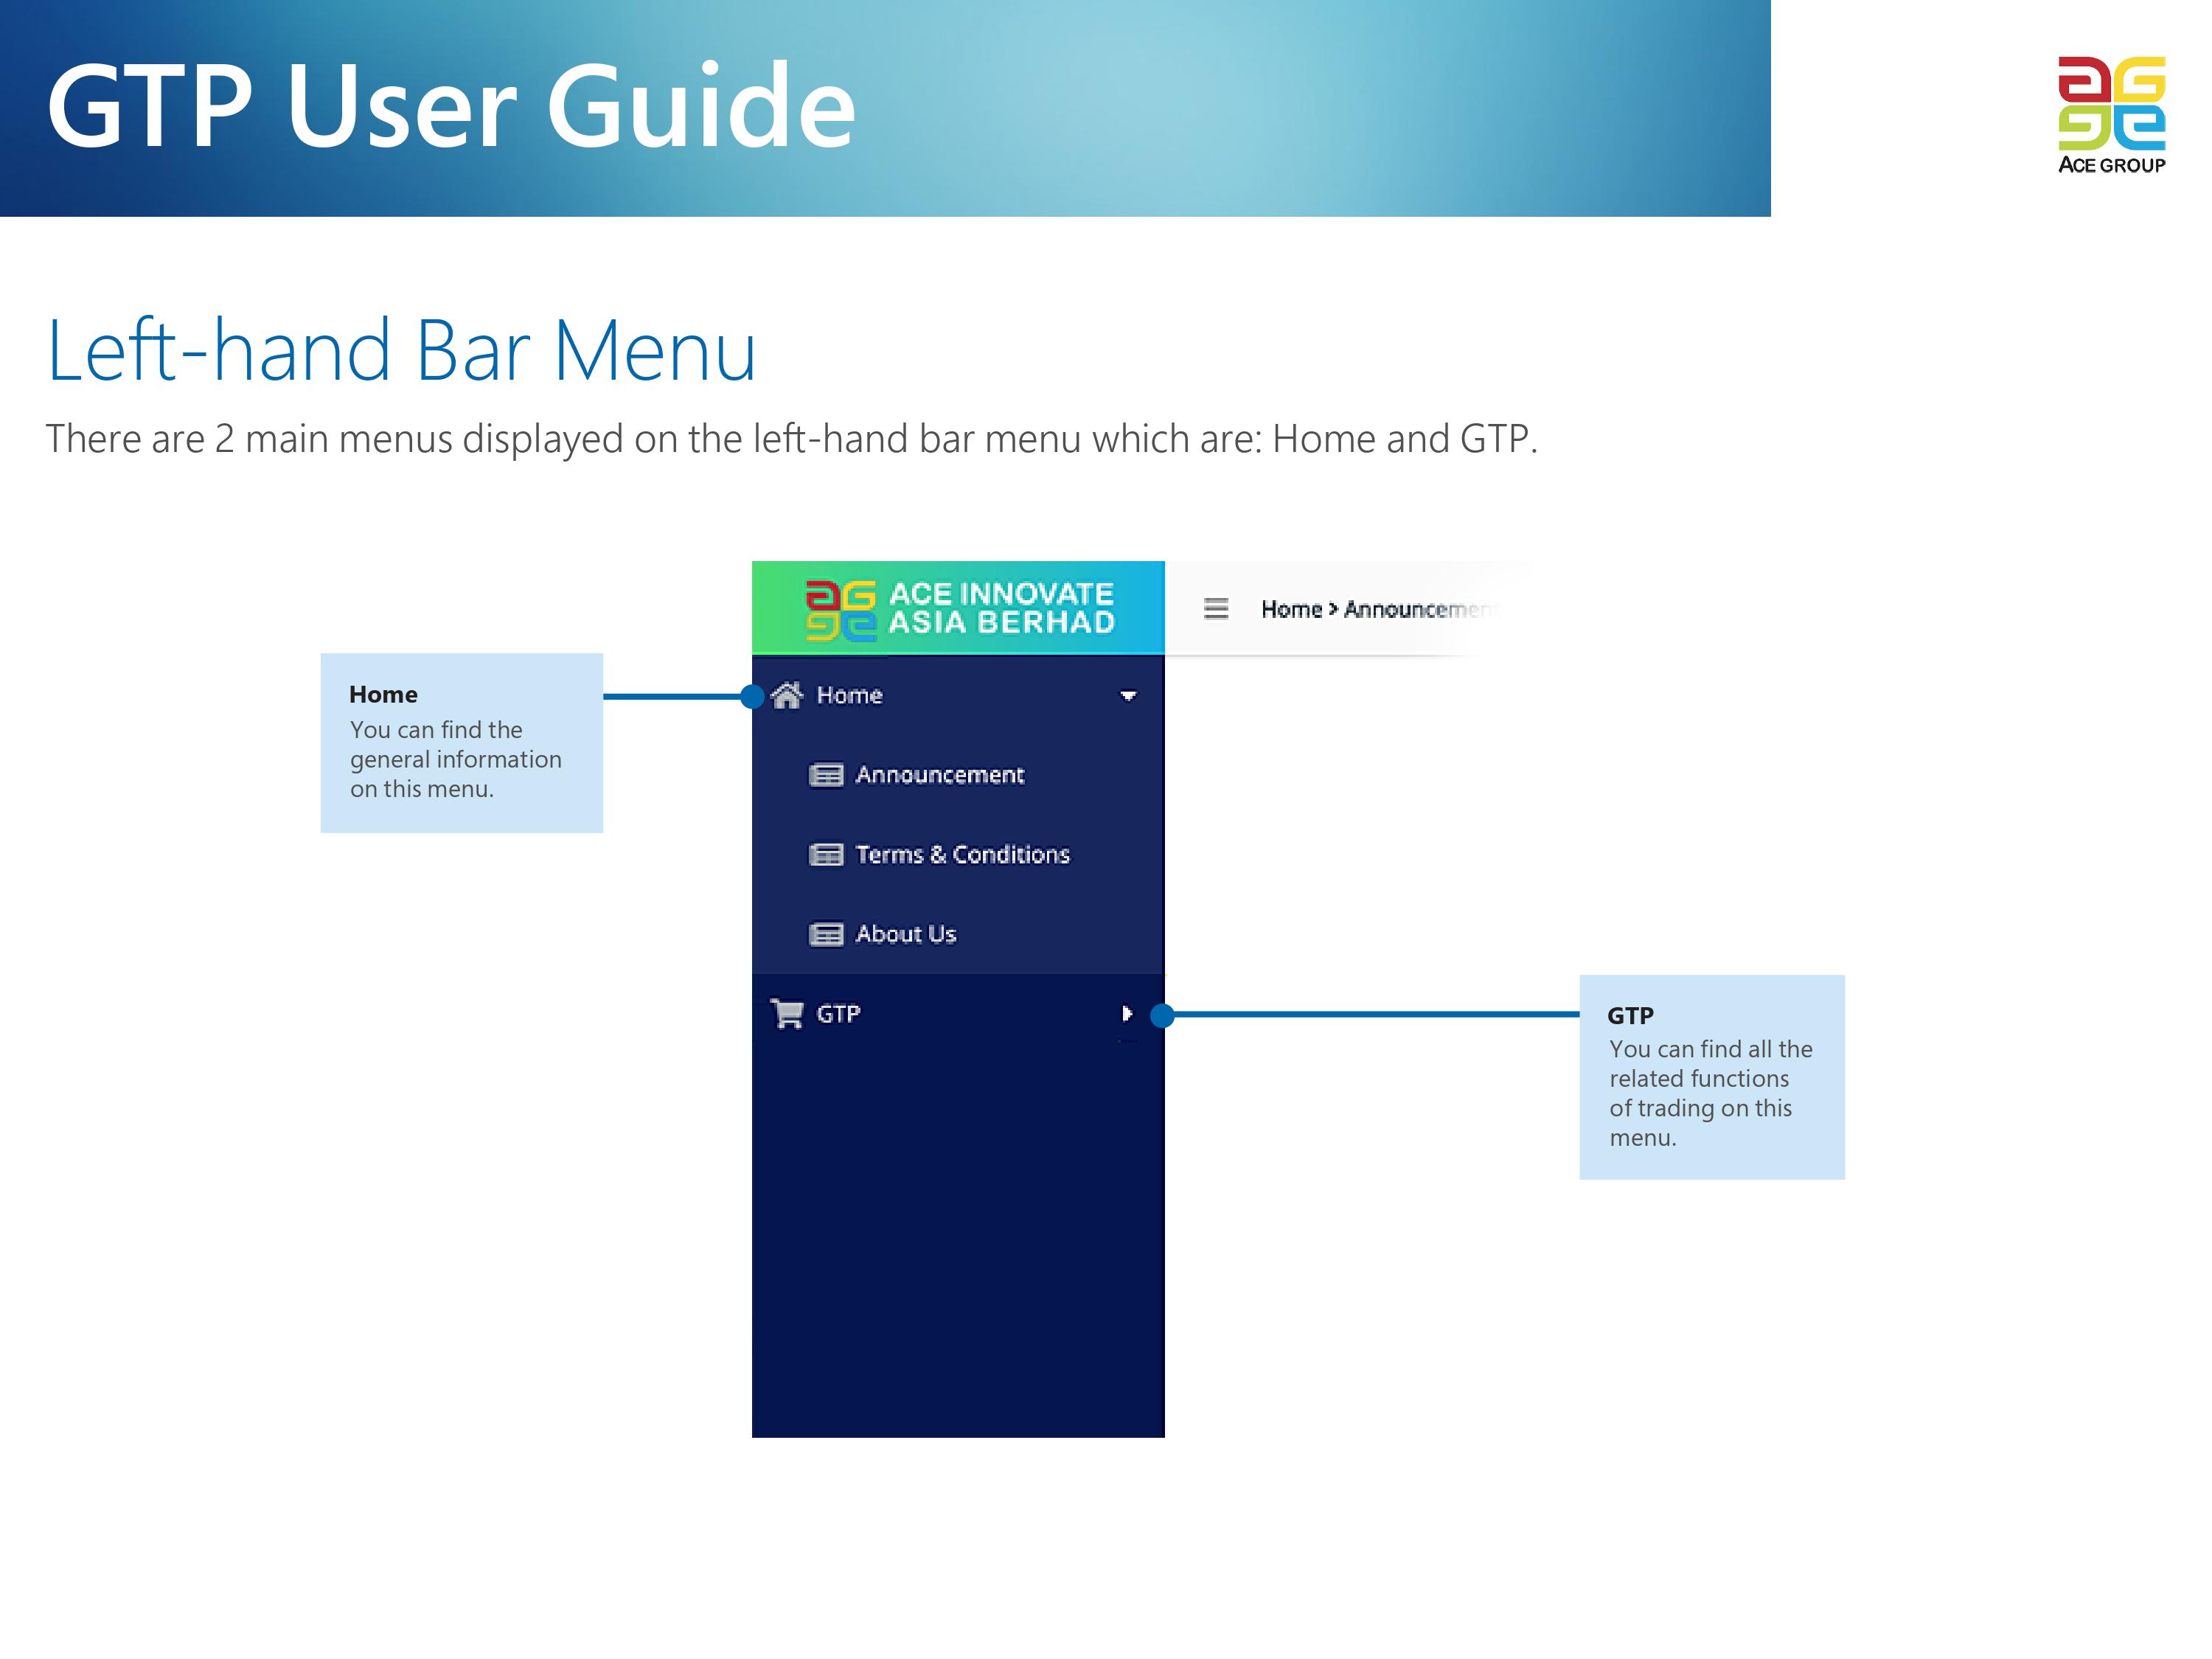 GTP User Guide
ACE GROUP
Left-hand Bar Menu
There are 2 main menus displayed on the left-hand bar menu which are: Home and GTP.
ACE INNOVATE
ASIA BERHAD
Home > Announcement
Home
You can find the
general information
on this menu.
Home
Announcement
Terms & Conditions
About Us
GTP
GTP
You can find all the
related functions
of trading on this
menu.